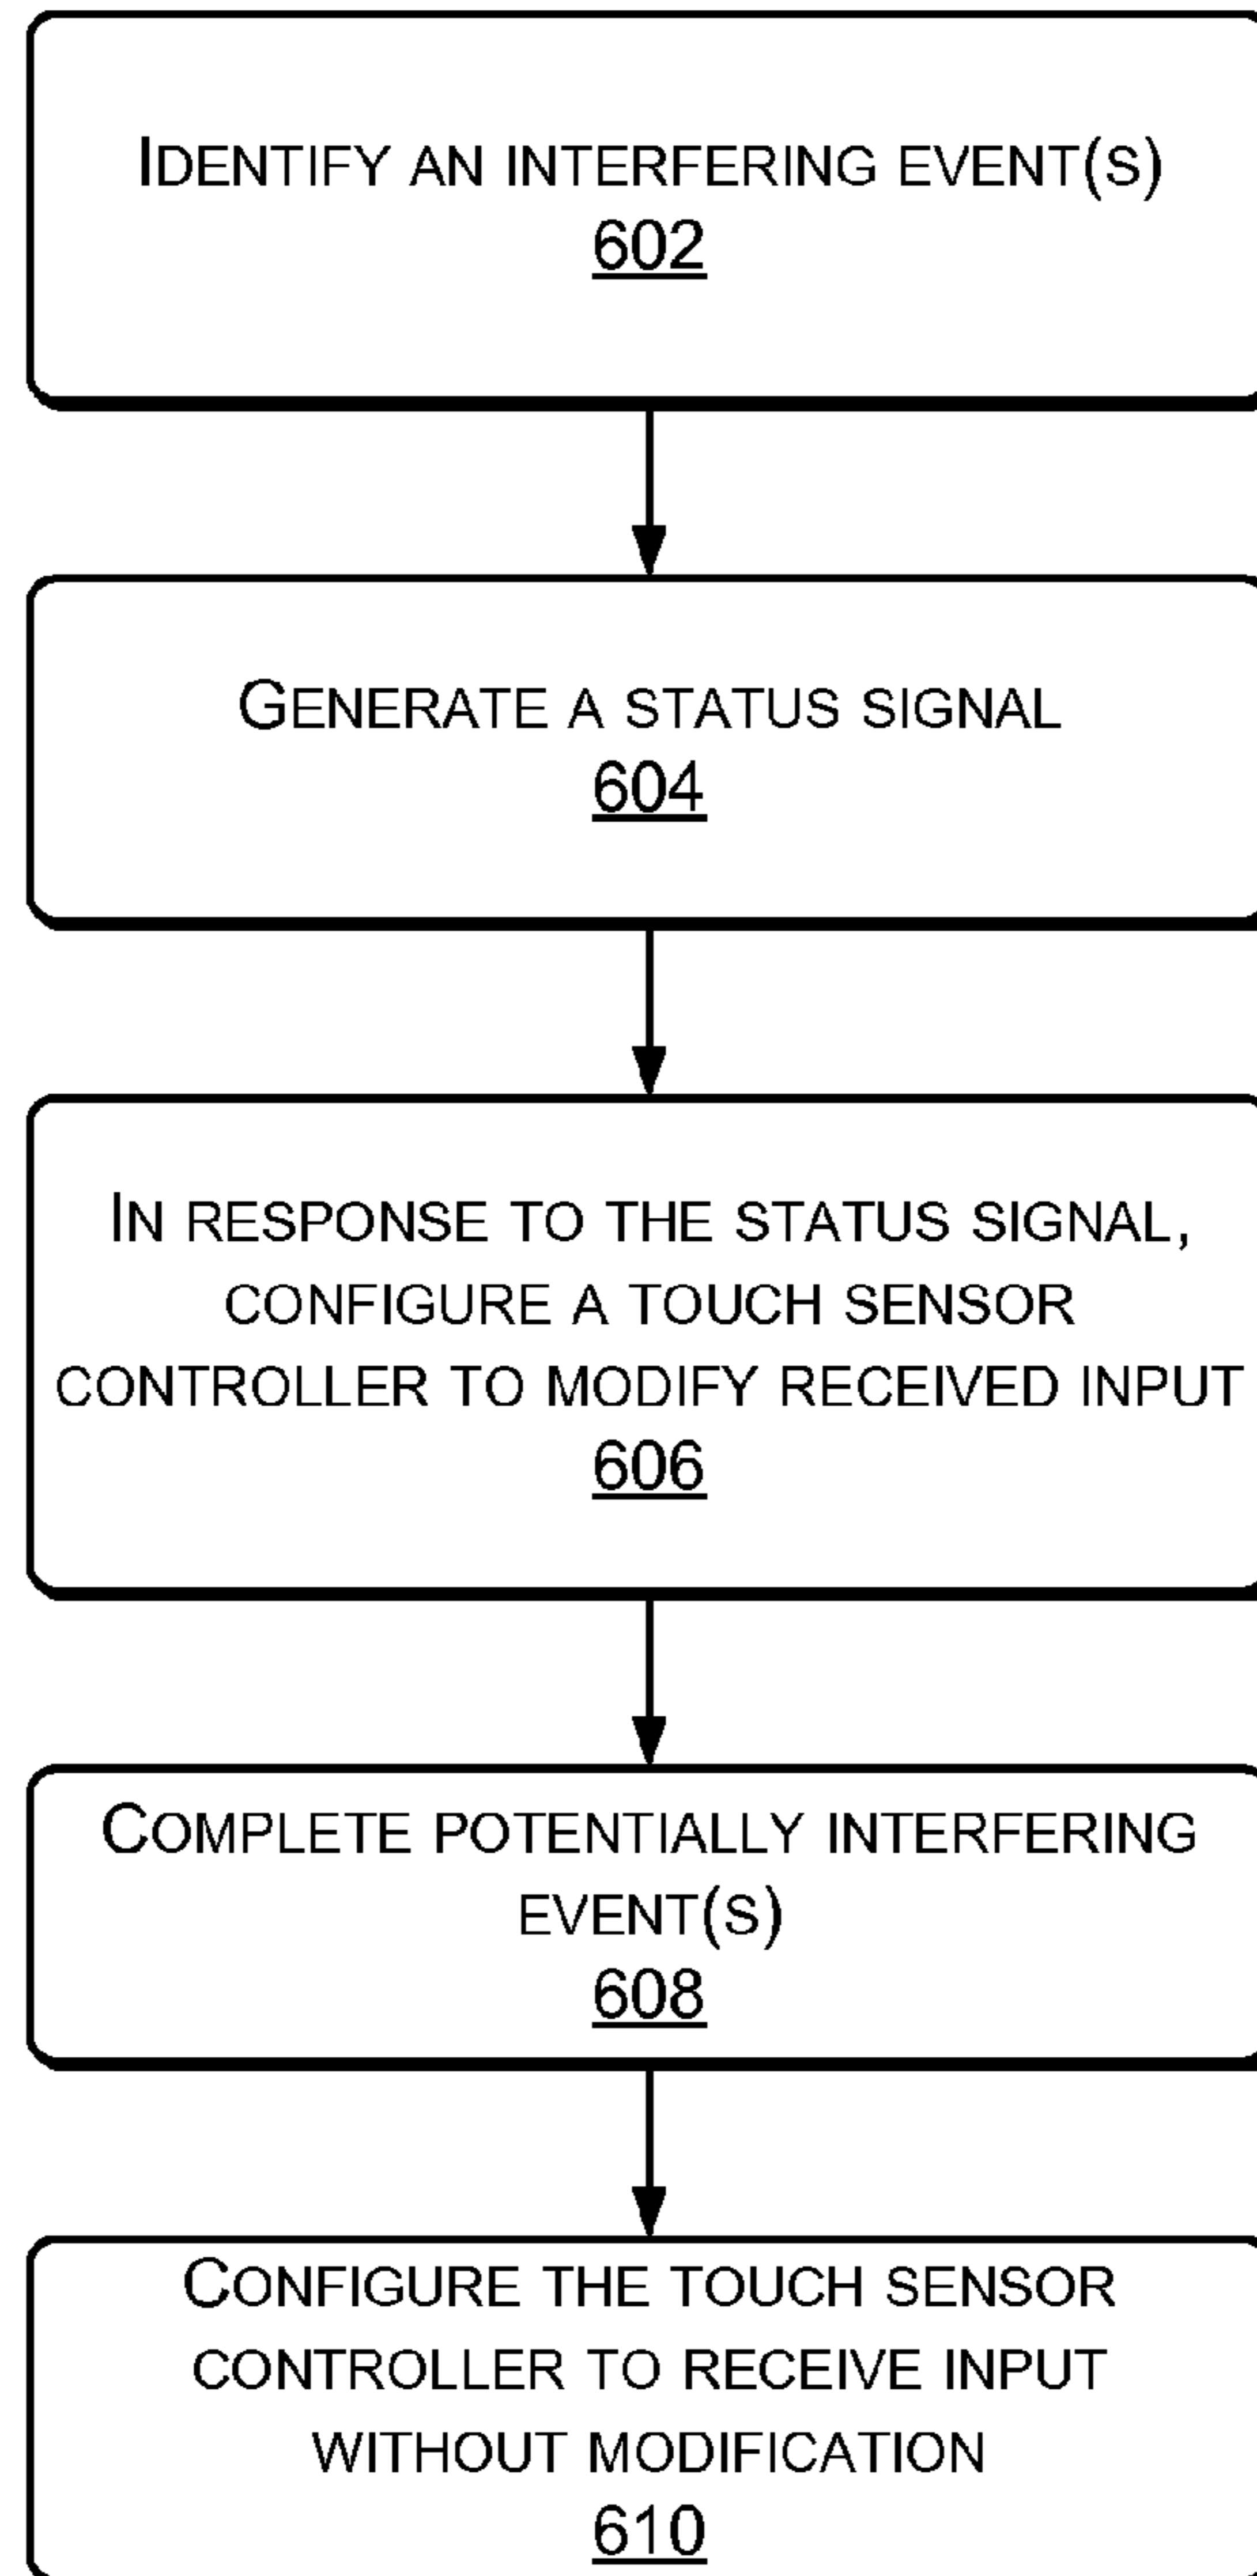 IDENTIFY AN INTERFERING EVENT(S)
602
GENERATE A STATUS SIGNAL
604
IN RESPONSE TO THE STATUS SIGNAL,
CONFIGURE A TOUCH SENSOR
CONTROLLER TO MODIFY RECEIVED INPUT
606
COMPLETE POTENTIALLY INTERFERING
EVENT(S)
608
CONFIGURE THE TOUCH SENSOR
CONTROLLER TO RECEIVE INPUT
WITHOUT MODIFICATION
610